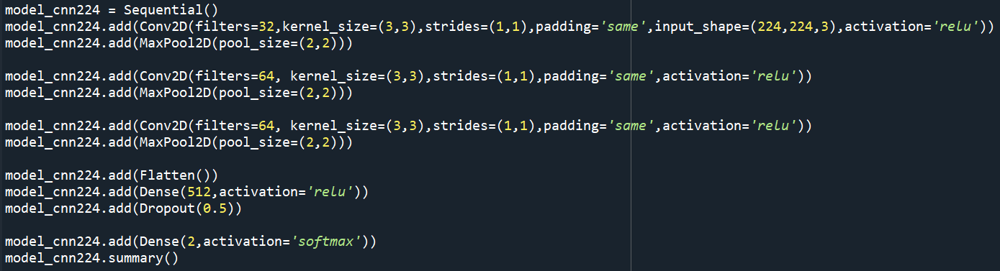 model_cnn224 = Sequential()
model_cnn224.add(Conv2D(filters=32,kernel_size=(3,3),strides=(1,1),padding='same',input_shape=(224,224,3),activation='relu'))
model_cnn224.add(MaxPool2D(pool_size=(2,2)))
model_cnn224.add(Conv2D(filters=64, kernel_size=(3,3),strides=(1,1),padding='same',activation='relu'))
model_cnn224.add(MaxPool2D(pool_size=(2,2)))
model_cnn224.add(Conv2D(filters=64, kernel_size=(3,3),strides=(1,1),padding='same',activation='relu'))
model_cnn224.add(MaxPool2D(pool_size=(2,2)))
model_cnn224.add(Flatten())
model_cnn224.add(Dense(512,activation='relu'))
model_cnn224.add(Dropout(0.5))
model_cnn224.add(Dense(2,activation='softmax'))
model_cnn224.summary()